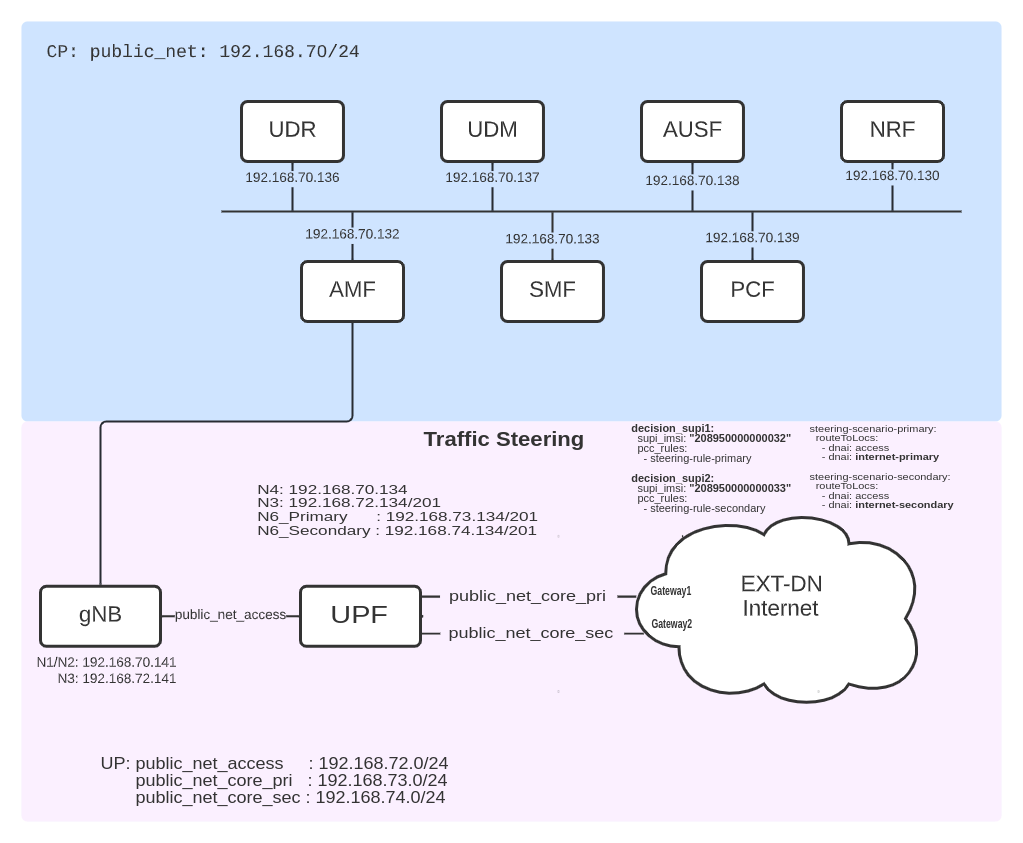 CP: public_net: 192.168.70/24
UDR
UDM
AUSF
NRF
192.168.70.136
192.168.70.137
192.168.70.138
192.168.70.130
192.168.70.132
192.168.70.133
192.168.70.139
AMF
SMF
PCF
Traffic Steering
decision_supi1:
supi_imsi: "208950000000032"
pcc_rules:
- steering-rule-primary
decision_supi2:
supi_imsi: "208950000000033"
pcc_rules:
- steering-rule-secondary
steering-scenario-primary:
routeToLocs:
- dnai: access
- dnai: internet-primary
steering-scenario-secondary:
routeToLocs:
- dnai: access
- dnai: internet-secondary
N4: 192.168.70.134
N3: 192.168.72.134/201
N6_Primary : 192.168.73.134/201
N6_Secondary : 192.168.74.134/201
gNB
public_net_access
UPF
public_net_core_pri
public_net_core_sec
Gateway1
Gateway2
EXT-DN
Internet
N1/N2: 192.168.70.141
N3: 192.168.72.141
UP: public_net_access : 192.168.72.0/24
public_net_core_pri : 192.168.73.0/24
public_net_core_sec : 192.168.74.0/24